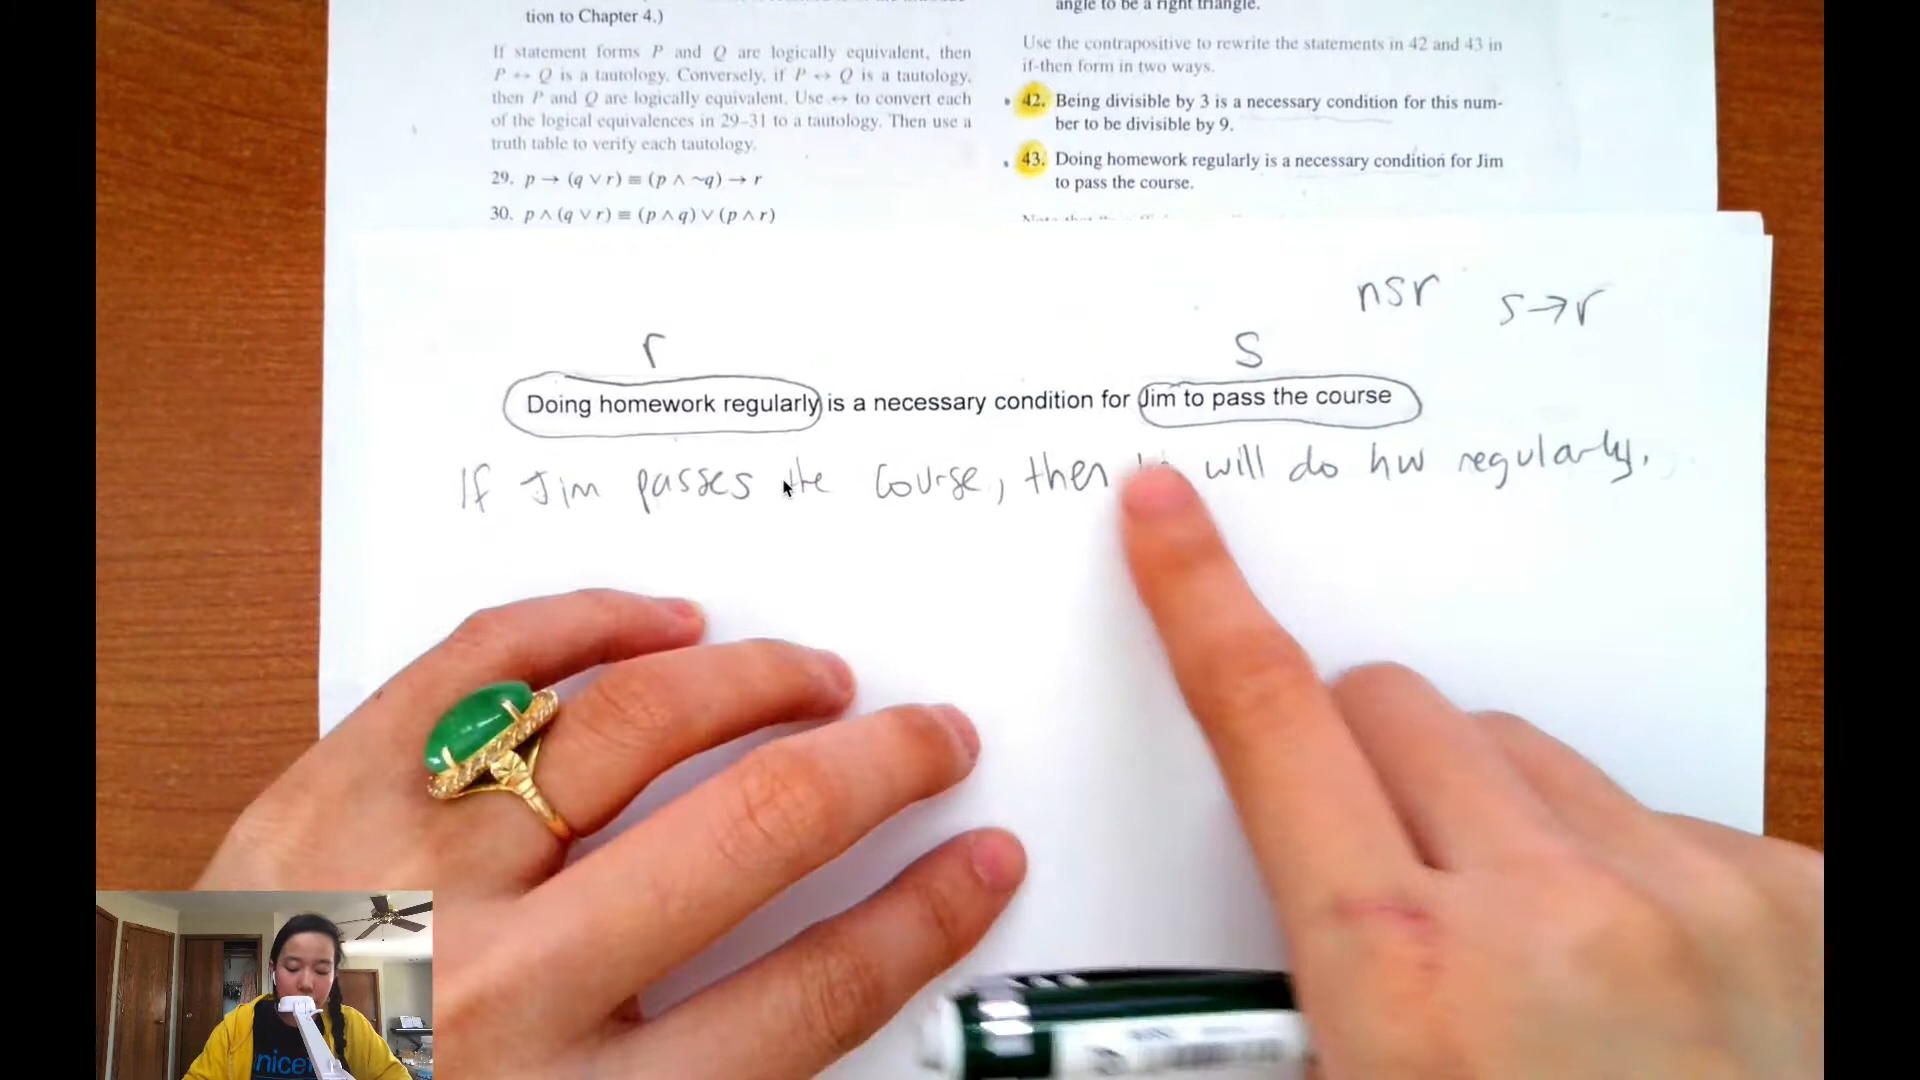 tion to Chapter 4.)
If statement forms P and Q are logically equivalent, then
P ↔ Q is a tautology. Conversely, if P ↔ Q is a tautology,
then P and Q are logically equivalent. Use ↔ to convert each
of the logical equivalences in 29–31 to a tautology. Then use a
truth table to verify each tautology.
29. p → (q ∨ r) ≡ (p ∧ ~q) → r
30. p ∧ (q ∨ r) ≡ (p ∧ q) ∨ (p ∧ r)
angle to be a right triangle.
Use the contrapositive to rewrite the statements in 42 and 43 in
if-then form in two ways.
42. Being divisible by 3 is a necessary condition for this num-
ber to be divisible by 9.
43. Doing homework regularly is a necessary condition for Jim
to pass the course.
nsr s→r
r s
Doing homework regularly is a necessary condition for Jim to pass the course
If Jim passes the course, then will do hw regularly.
nice